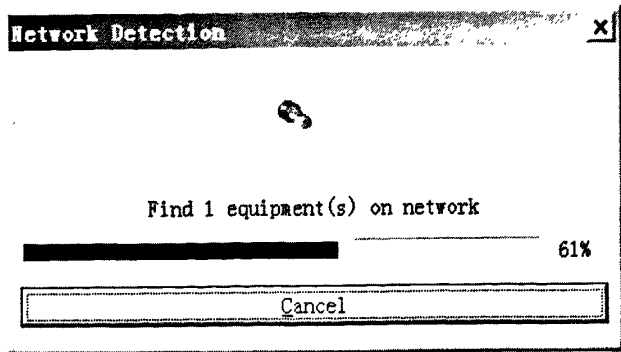 Network Detection
X
Find 1 equipment(s) on network
61%
Cancel